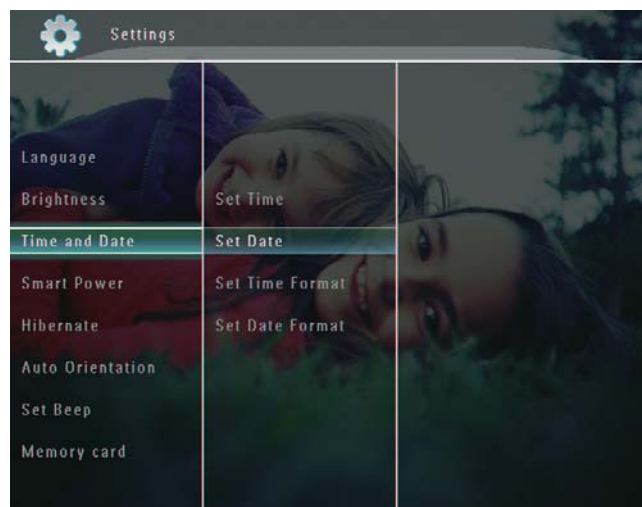 Settings
Language
Brightness
Time and Date
Smart Power
Hibernate
Auto Orientation
Set Beep
Memory card
Set Time
Set Date
Set Time Format
Set Date Format